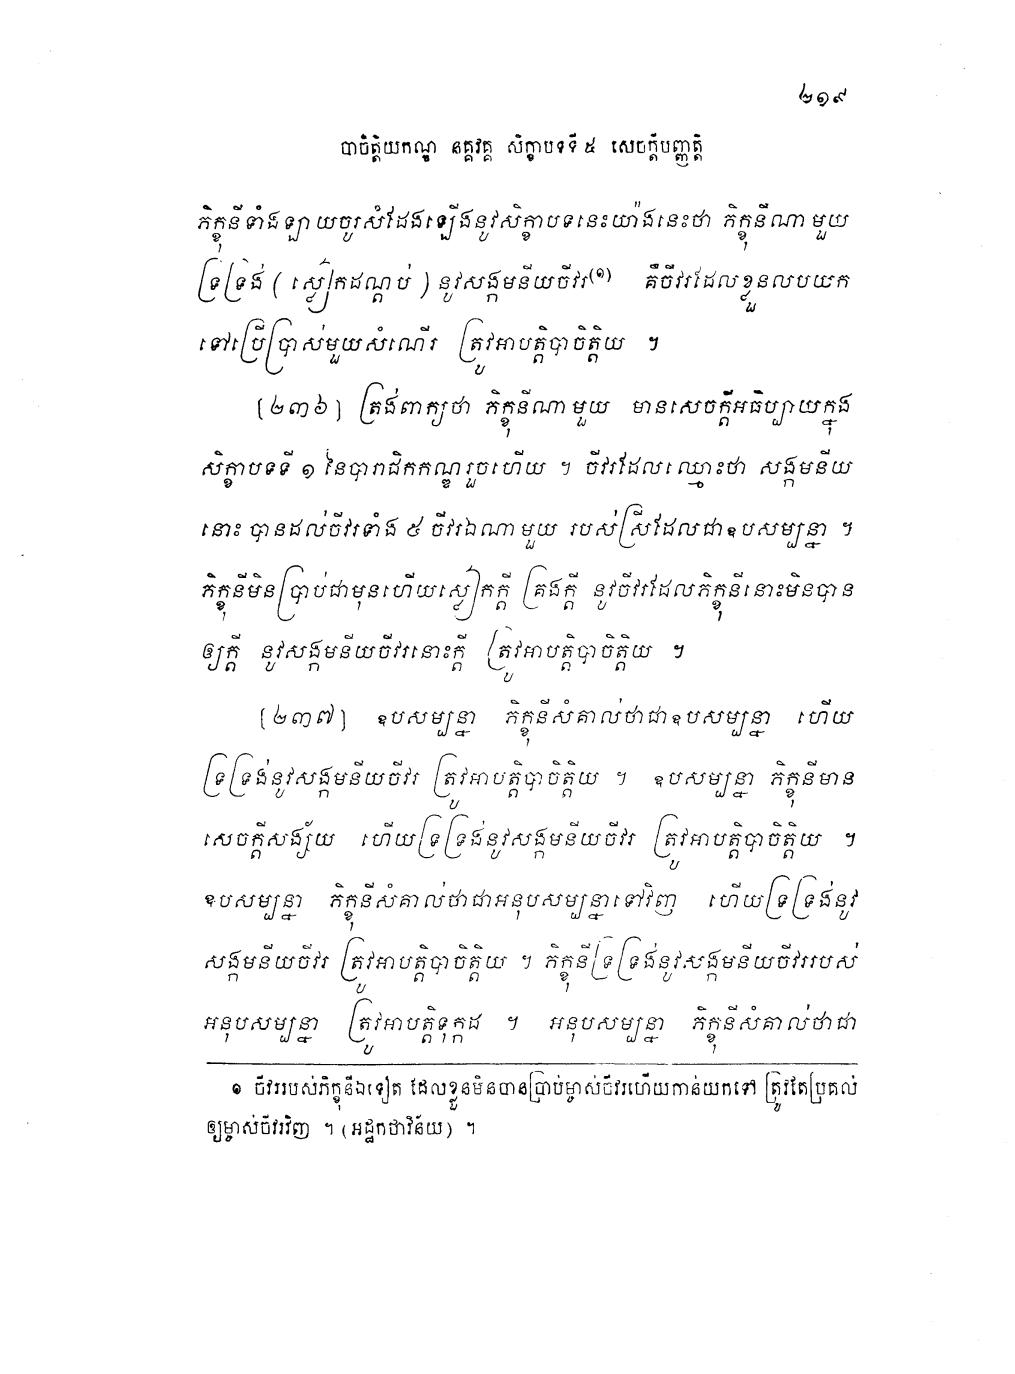 ២១៩
បាចិត្តិយកណ្ឌ នគ្គវគ្គ សិក្ខាបទទី ៥ សេចក្តីបញ្ញត្តិ
ភិក្ខុនីទាំងឡាយចូរសំដែងឡើងនូវសិក្ខាបទនេះយ៉ាងនេះថា ភិក្ខុនីណាមួយ
ទ្រទ្រង់ (ស្លៀកដណ្តប់) នូវសង្កមនីយចីវរ(១) គឺចីវរដែលខ្លួនលបយក
ទៅប្រើប្រាស់មួយសំណើរ ត្រូវអាបត្តិបាចិត្តិយ ។
[២៣៦] ត្រង់ពាក្យថា ភិក្ខុនីណាមួយ មានសេចក្តីអធិប្បាយក្នុង
សិក្ខាបទទី ១ នៃបារាជិកកណ្ឌរួចហើយ ។ ចីវរដែលឈ្មោះថា សង្កមនីយ
នោះ បានដល់ចីវរទាំង ៥ ចីវរឯណាមួយ របស់ស្រីដែលជាឧបសម្បន្នា ។
ភិក្ខុនីមិនប្រាប់ជាមុនហើយស្លៀកក្តី គ្រងក្តី នូវចីវរដែលភិក្ខុនីនោះមិនបាន
ឲ្យក្តី នូវសង្កមនីយចីវរនោះក្តី ត្រូវអាបត្តិបាចិត្តិយ ។
[២៣៧] ឧបសម្បន្នា ភិក្ខុនីសំគាល់ថាជាឧបសម្បន្នា ហើយ
ទ្រទ្រង់នូវសង្កមនីយចីវរ ត្រូវអាបត្តិបាចិត្តិយ ។ ឧបសម្បន្នា ភិក្ខុនីមាន
សេចក្តីសង្ស័យ ហើយទ្រទ្រង់នូវសង្កមនីយចីវរ ត្រូវអាបត្តិបាចិត្តិយ ។
ឧបសម្បន្នា ភិក្ខុនីសំគាល់ថាជាអនុបសម្បន្នាទៅវិញ ហើយទ្រទ្រង់នូវ
សង្កមនីយចីវរ ត្រូវអាបត្តិបាចិត្តិយ ។ ភិក្ខុនីទ្រទ្រង់នូវសង្កមនីយចីវររបស់
អនុបសម្បន្នា ត្រូវអាបត្តិទុក្កដ ។ អនុបសម្បន្នា ភិក្ខុនីសំគាល់ថាជា
១ ចីវររបស់ភិក្ខុនីឯទៀត ដែលខ្លួនមិនបានប្រាប់ម្ចាស់ចីវរហើយកាន់យកទៅ ត្រូវតែប្រគល់
ឲ្យម្ចាស់ចីវរវិញ ។ (អដ្ឋកថាវិន័យ) ។